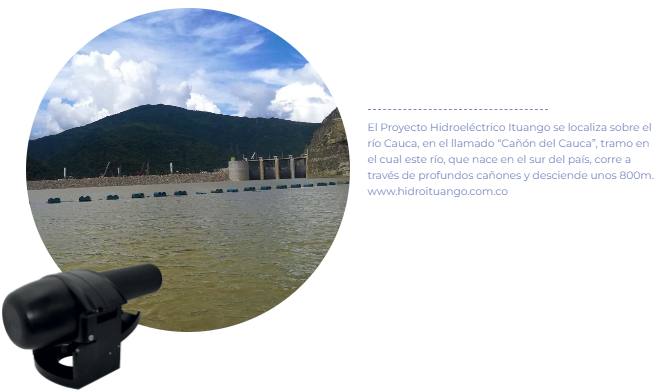 El Proyecto Hidroeléctrico Ituango se localiza sobre el
río Cauca, en el llamado “Cañón del Cauca”, tramo en
el cual este río, que nace en el sur del país, corre a
través de profundos cañones y desciende unos 800m.
www.hidroituango.com.co